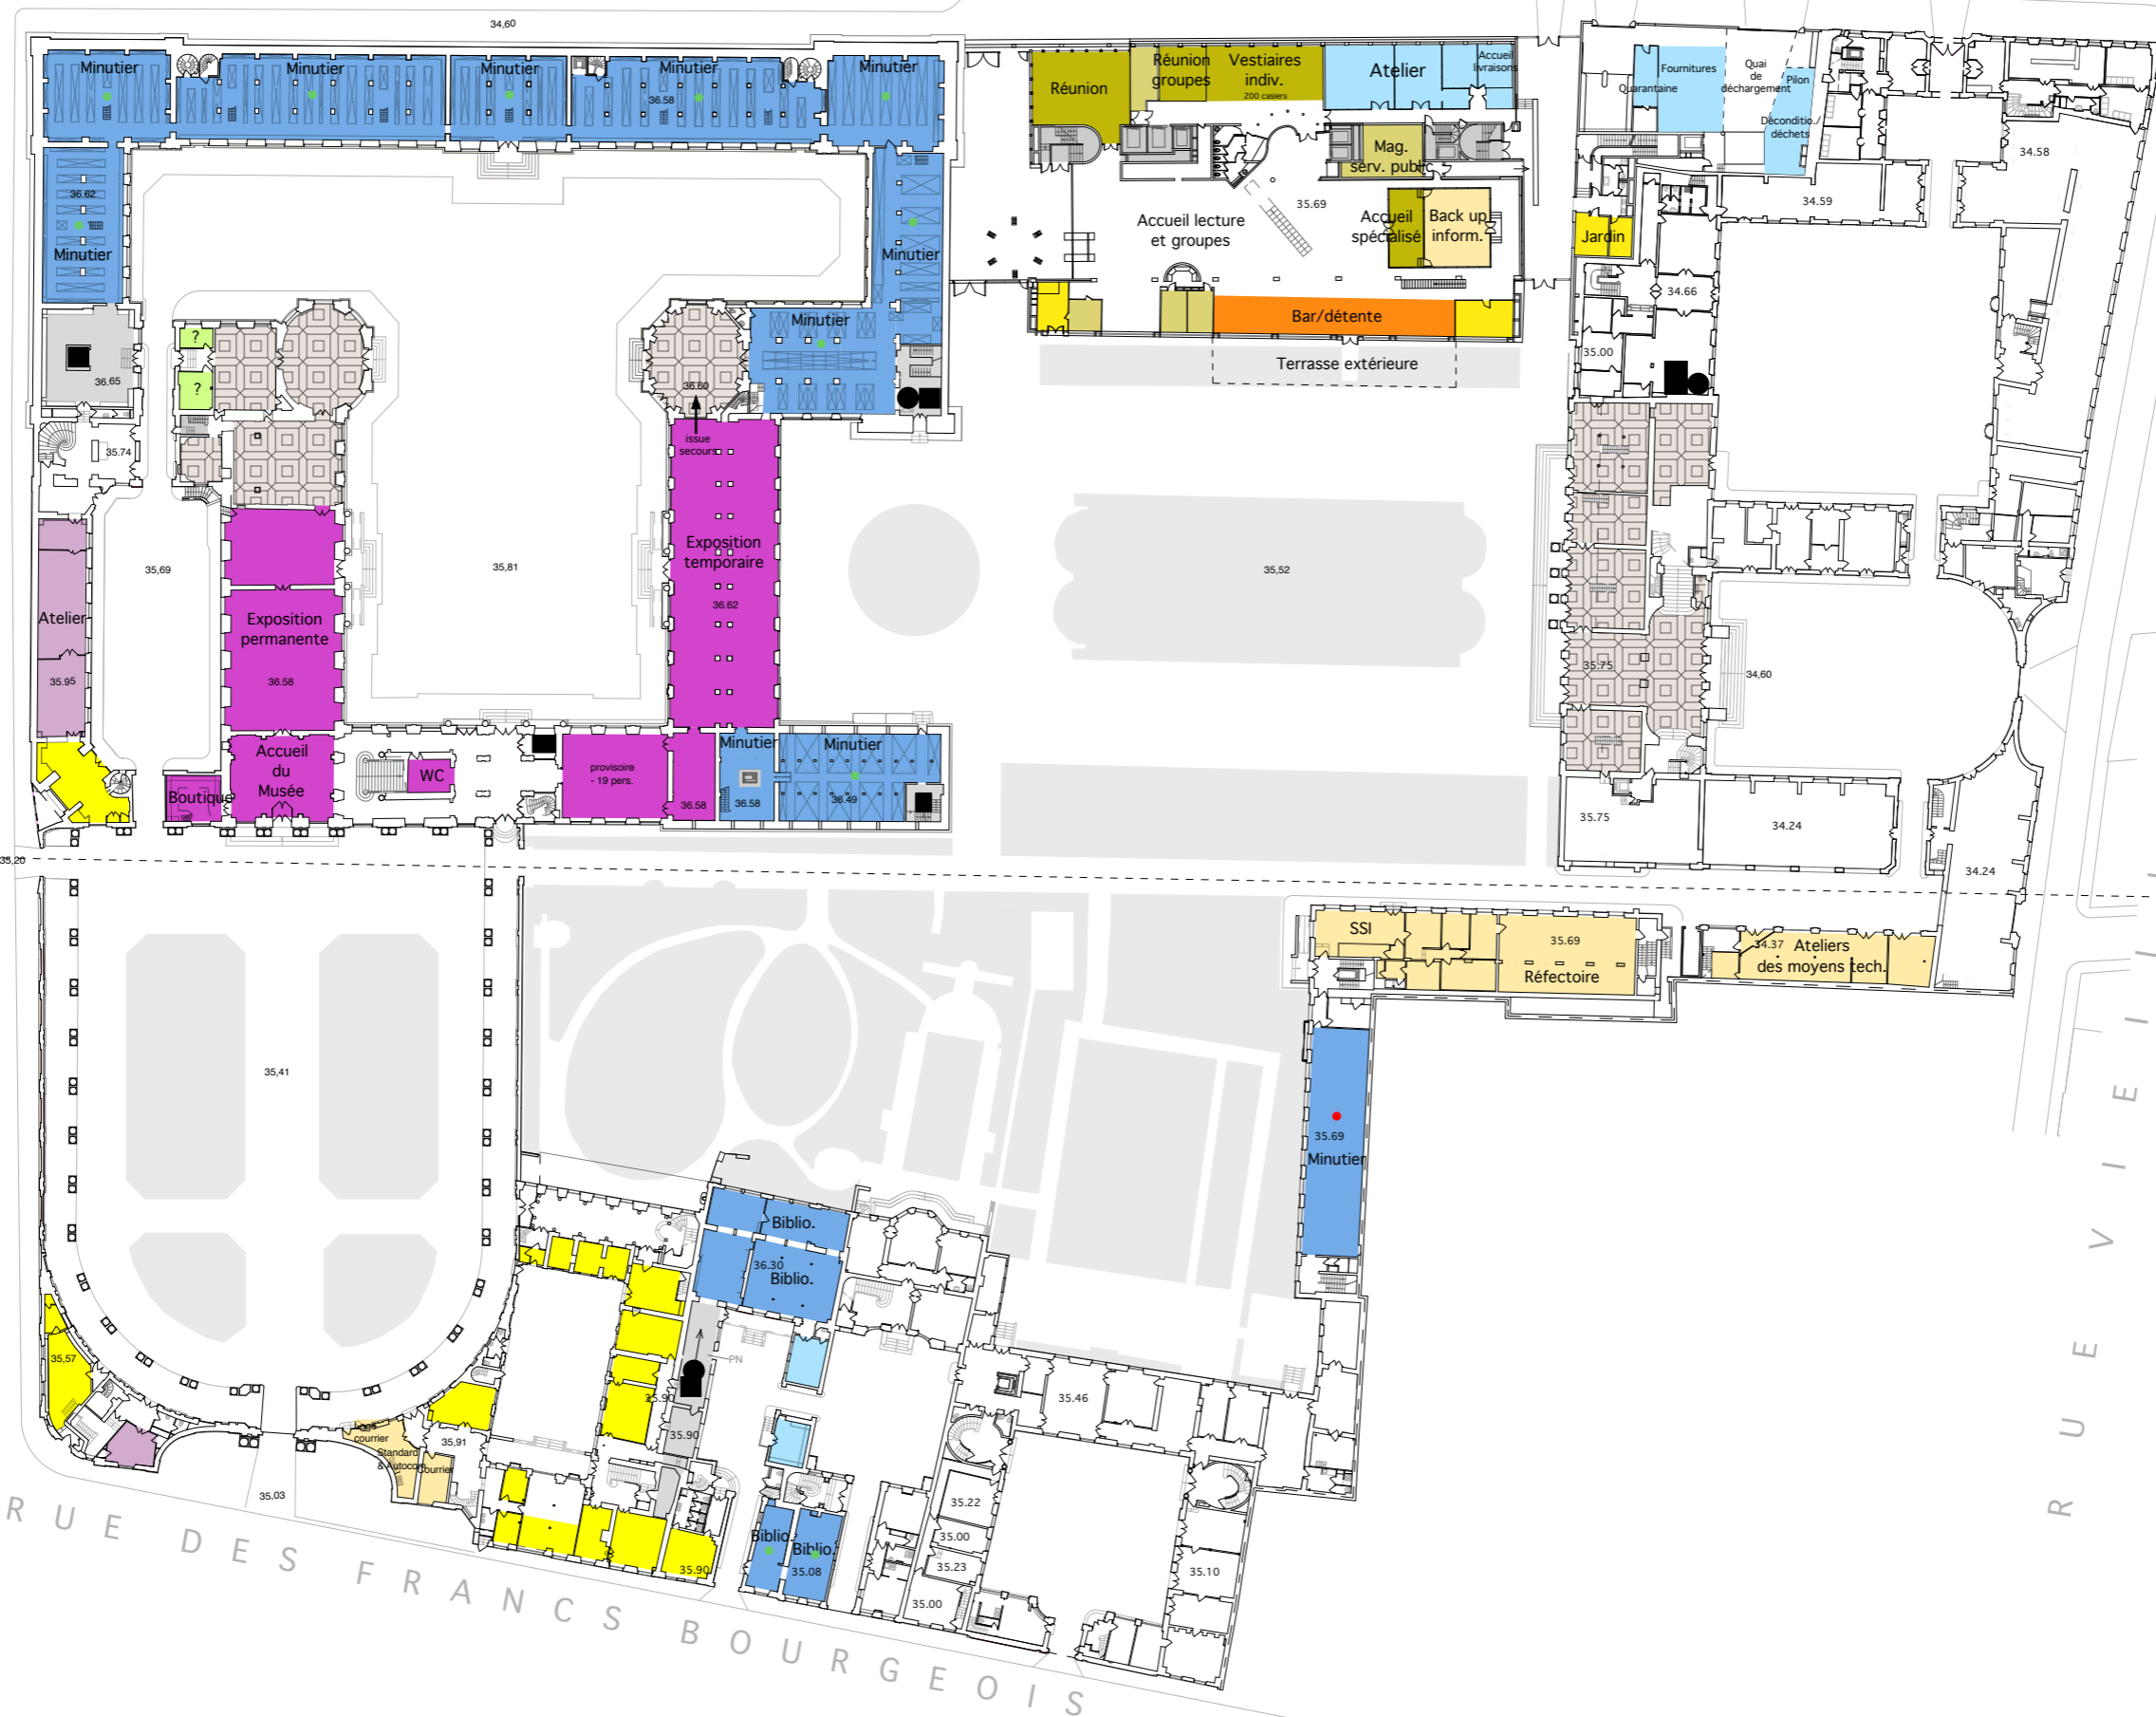 34,60
Minutier
Minutier
Minutier
Minutier
36.58
Minutier
36.62
Minutier
Minutier
Minutier
36.65
?
?
36.60
issue
secours
35.74
35,69
35,81
Atelier
35.95
Exposition
permanente
36.58
Exposition
temporaire
36.62
Accueil
du
Musée
Boutique
WC
provisoire
- 19 pers.
36.58
Minutier
36.58
Minutier
36.49
35,20
Réunion
Réunion
groupes
Vestiaires
indiv.
200 casiers
Atelier
Accueil
livraisons
Mag.
serv. public
35.69
Accueil lecture
et groupes
Accueil
spécialisé
Back up
inform.
Bar/détente
Terrasse extérieure
35,52
Fournitures
Quarantaine
Quai
de
déchargement
Pilon
Déconditio./
déchets
34.58
34.59
Jardin
34.66
35.00
35.75
34,60
35.75
34.24
34.24
SSI
35.69
Réfectoire
34.37
Ateliers
des moyens tech.
35.69
Minutier
35,41
35,57
Loge
courrier
Standard
& Autocom
Courrier
35,91
35,03
Biblio.
36.30
Biblio.
PN
35.90
35.90
35.90
Biblio.
Biblio.
35.08
35.46
35.22
35.00
35.23
35.00
35.10
RUE DES FRANCS BOURGEOIS
RUE VIEILL